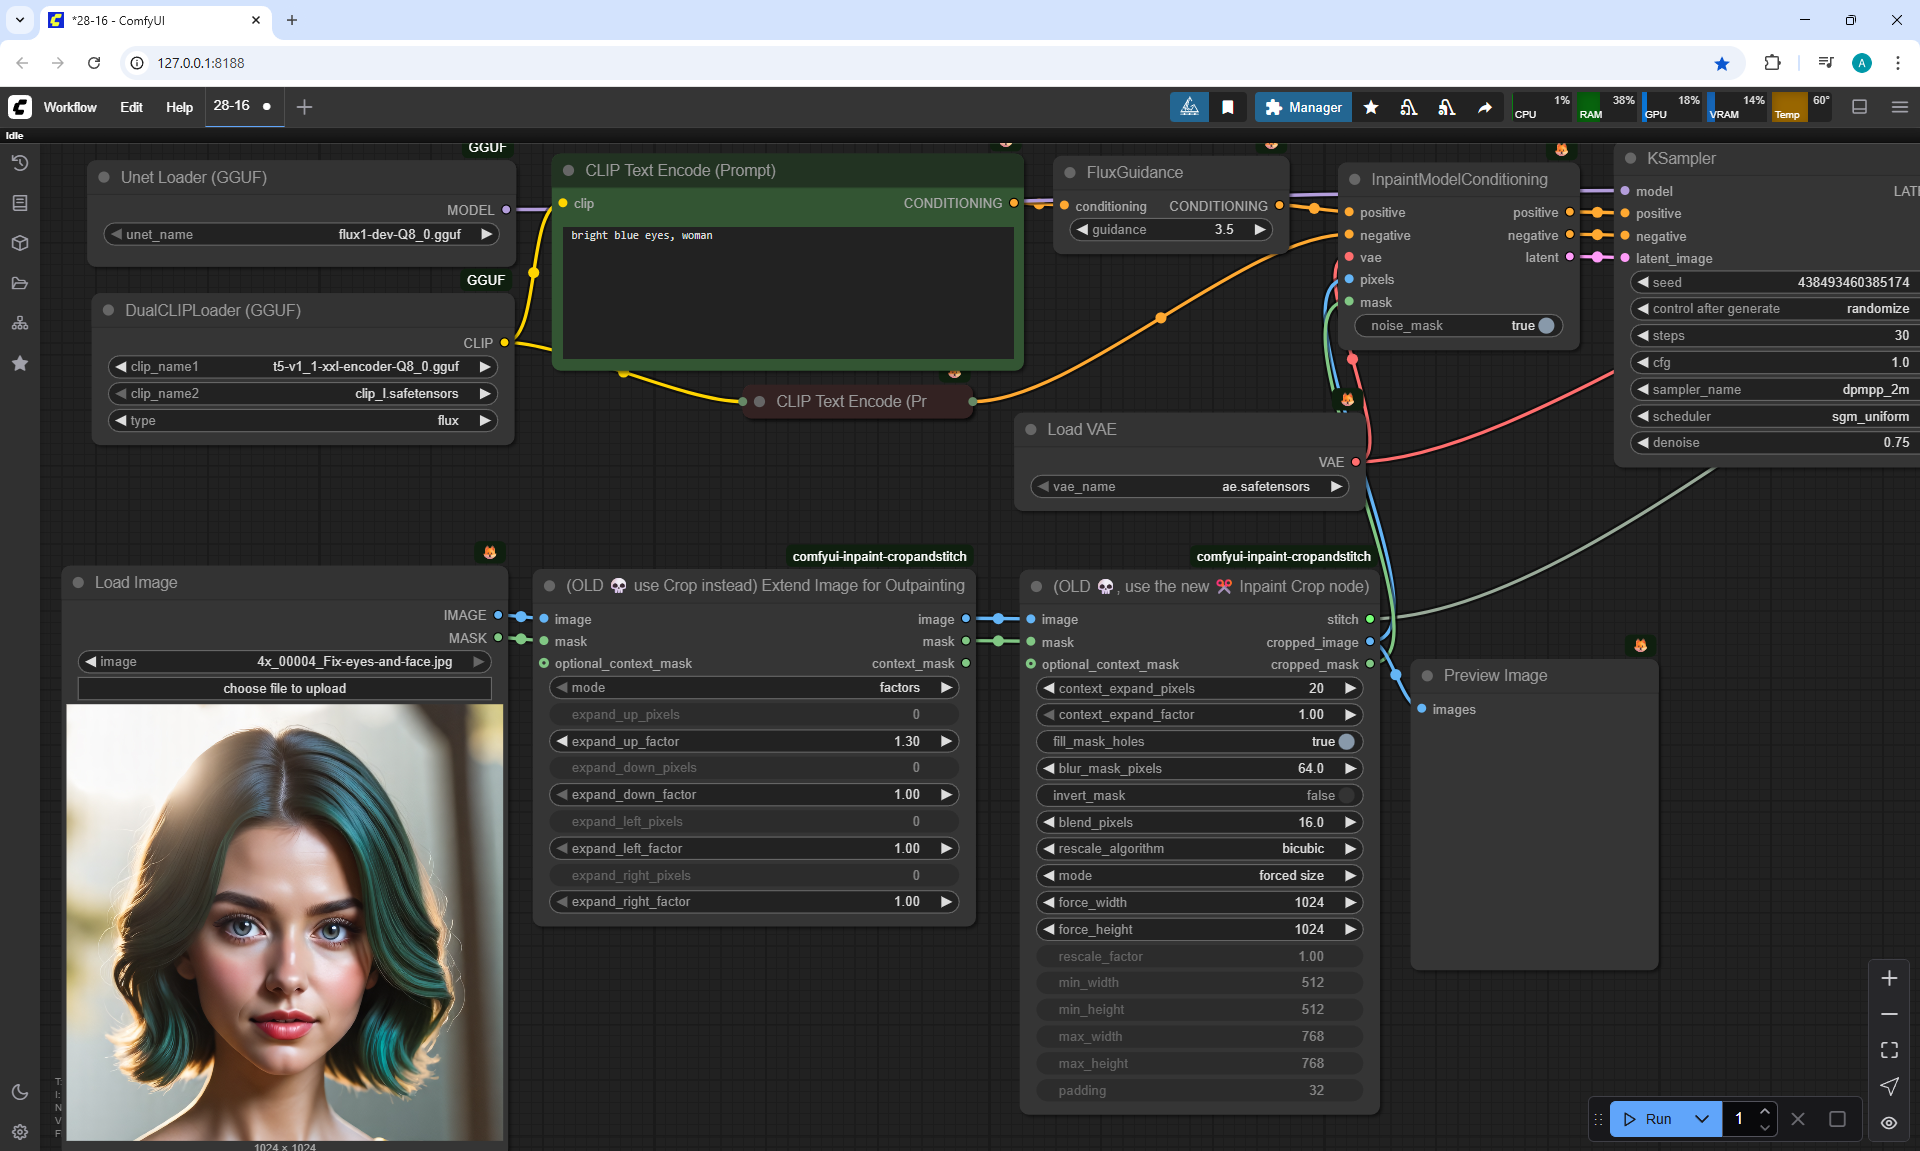 *28-16 - ComfyUI
127.0.0.1:8188
A
Workflow Edit Help 28-16
Manager
CPU 1% RAM 38% GPU 18% VRAM 14% Temp 60°
Idle
GGUF
Unet Loader (GGUF)
MODEL
unet_name flux1-dev-Q8_0.gguf
GGUF
DualCLIPLoader (GGUF)
CLIP
clip_name1 t5-v1_1-xxl-encoder-Q8_0.gguf
clip_name2 clip_l.safetensors
type flux
CLIP Text Encode (Prompt)
clip CONDITIONING
bright blue eyes, woman
CLIP Text Encode (Pr
FluxGuidance
conditioning CONDITIONING
guidance 3.5
InpaintModelConditioning
positive positive
negative negative
vae latent
pixels
mask
noise_mask true
KSampler
model LAT
positive
negative
latent_image
seed 438493460385174
control after generate randomize
steps 30
cfg 1.0
sampler_name dpmpp_2m
scheduler sgm_uniform
denoise 0.75
Load VAE
VAE
vae_name ae.safetensors
Load Image
IMAGE
MASK
image 4x_00004_Fix-eyes-and-face.jpg
choose file to upload
1024 × 1024
comfyui-inpaint-cropandstitch
(OLD 💀 use Crop instead) Extend Image for Outpainting
image image
mask mask
optional_context_mask context_mask
mode factors
expand_up_pixels 0
expand_up_factor 1.30
expand_down_pixels 0
expand_down_factor 1.00
expand_left_pixels 0
expand_left_factor 1.00
expand_right_pixels 0
expand_right_factor 1.00
comfyui-inpaint-cropandstitch
(OLD 💀, use the new ✂️ Inpaint Crop node)
image stitch
mask cropped_image
optional_context_mask cropped_mask
context_expand_pixels 20
context_expand_factor 1.00
fill_mask_holes true
blur_mask_pixels 64.0
invert_mask false
blend_pixels 16.0
rescale_algorithm bicubic
mode forced size
force_width 1024
force_height 1024
rescale_factor 1.00
min_width 512
min_height 512
max_width 768
max_height 768
padding 32
Preview Image
images
T:
I:
N
V
F
Run 1